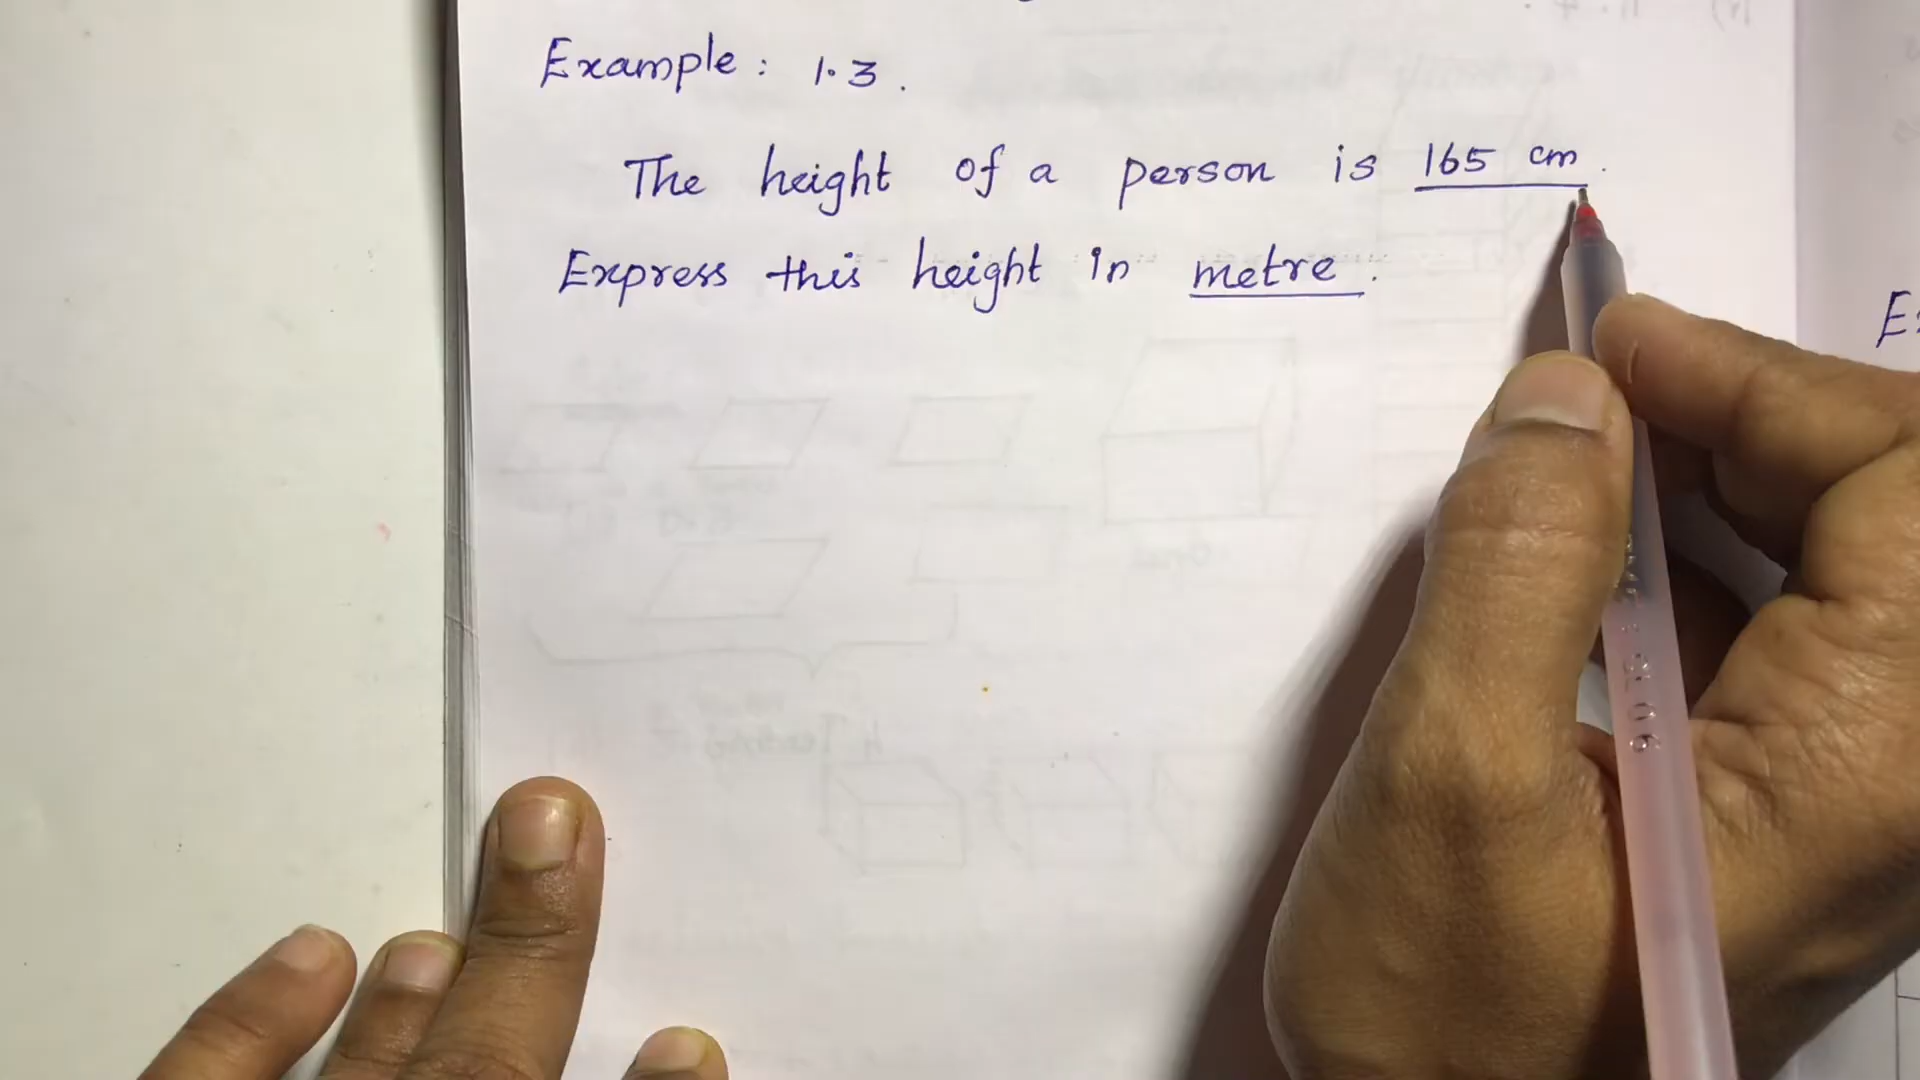 Example : 1.3.
The height of a person is 165 cm.
Express this height in metre.